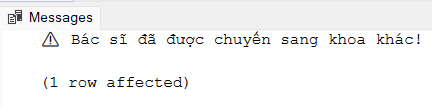 Messages
⚠ Bác sĩ đã được chuyển sang khoa khác!
(1 row affected)